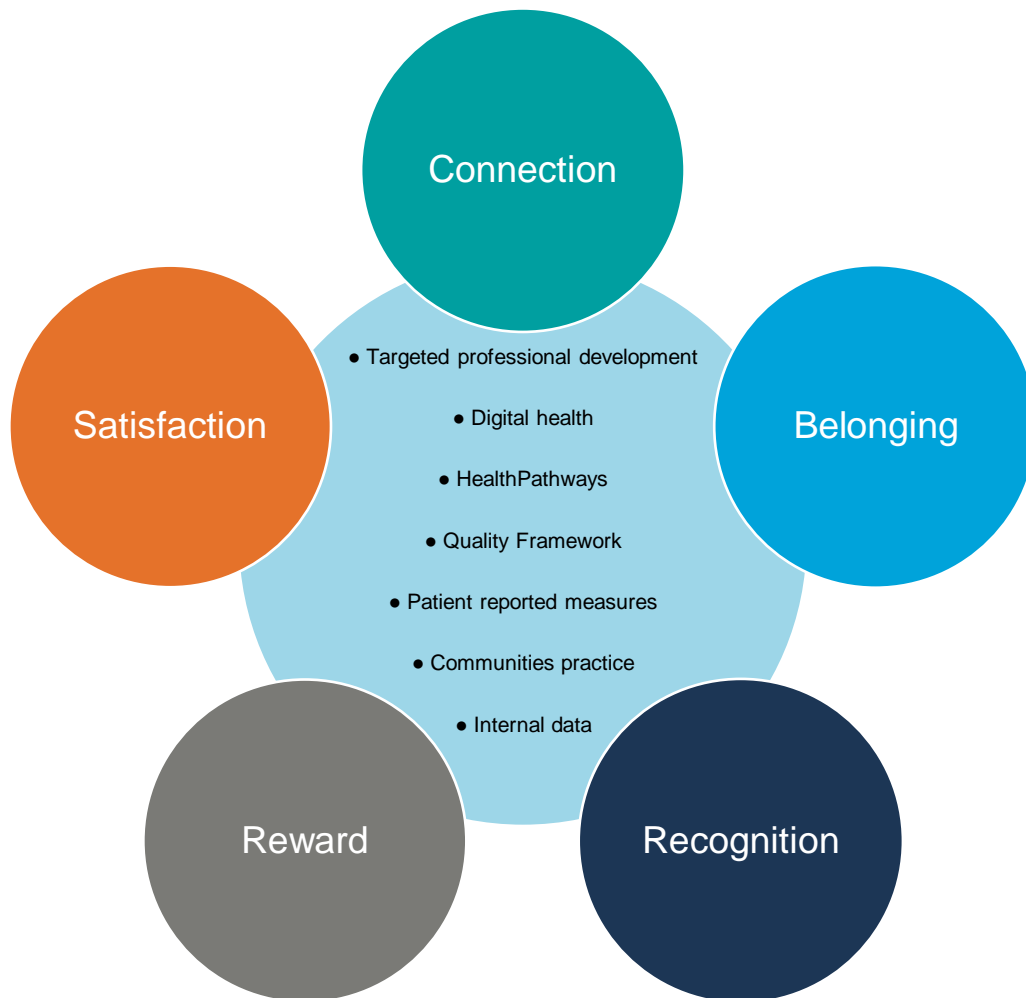 Connection
Satisfaction
Belonging
● Targeted professional development
● Digital health
● HealthPathways
● Quality Framework
● Patient reported measures
● Communities practice
● Internal data
Reward
Recognition